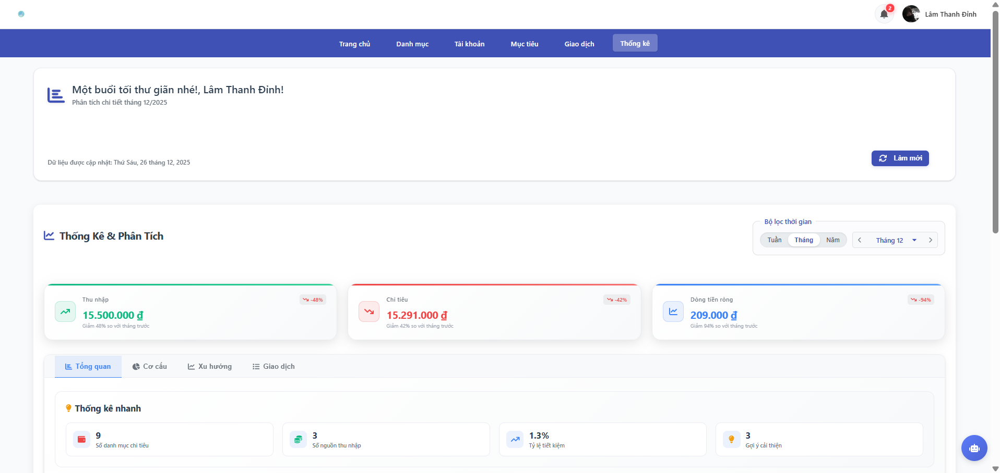 2
Lâm Thanh Đình
Trang chủ
Danh mục
Tài khoản
Mục tiêu
Giao dịch
Thống kê
Một buổi tối thư giãn nhé!, Lâm Thanh Đình!
Phân tích chi tiết tháng 12/2025
Dữ liệu được cập nhật: Thứ Sáu, 26 tháng 12, 2025
Làm mới
Thống Kê & Phân Tích
Bộ lọc thời gian
Tuần
Tháng
Năm
Tháng 12
Thu nhập
-48%
15.500.000 ₫
Giảm 48% so với tháng trước
Chi tiêu
-42%
15.291.000 ₫
Giảm 42% so với tháng trước
Dòng tiền ròng
-94%
209.000 ₫
Giảm 94% so với tháng trước
Tổng quan
Cơ cấu
Xu hướng
Giao dịch
Thống kê nhanh
9
Số danh mục chi tiêu
3
Số nguồn thu nhập
1.3%
Tỷ lệ tiết kiệm
3
Gợi ý cải thiện